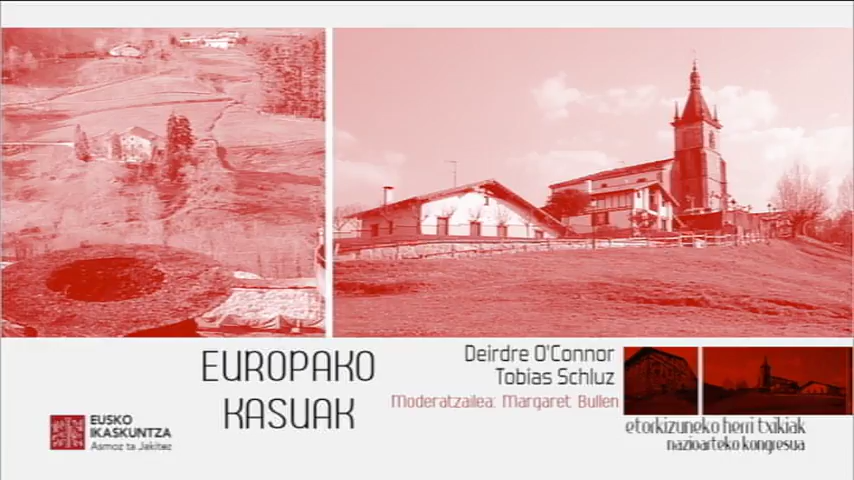 EUROPAKO
KASUAK
Deirdre O'Connor
Tobias Schluz
Moderatzailea: Margaret Bullen
EUSKO
IKASKUNTZA
Asmoz ta Jakitez
etorkizuneko herri txikiak
nazioarteko kongresua